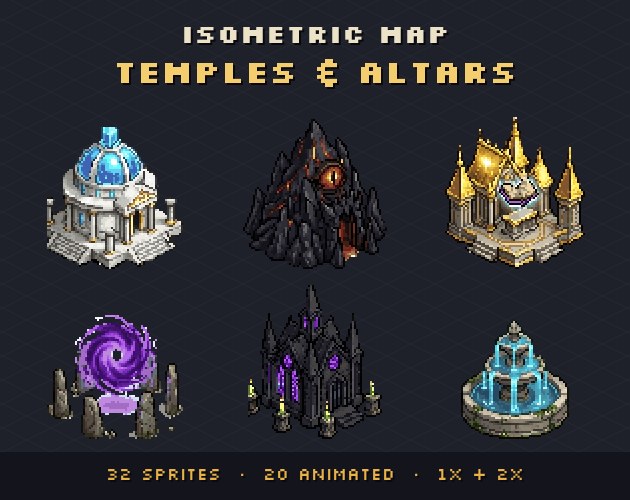 ISOMETRIC MAP
TEMPLES & ALTARS
32 SPRITES · 20 ANIMATED · 1X + 2X